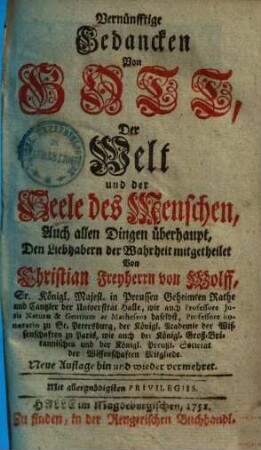 Vernünfftige
Gedancken
Von
GOTT,
Der
Welt
und der
Seele des Menschen,
Auch allen Dingen überhaupt,
Den Liebhabern der Wahrheit mitgetheilet
Von
Christian Freyherrn von Wolff,
Sr. Königl. Majest. in Preussen Geheimten Rathe
und Cantzler der Universität Halle, wie auch Professore Ju-
ris Naturæ & Gentium ac Matheseos daselbst, Professore ho-
norario zu St. Petersburg, der Königl. Academie der Wis-
senschaften zu Paris, wie auch der Königl. Groß-Bri-
tannischen und der Königl. Preußl. Societät
der Wissenschaften Mitgliede.
Neue Auflage hin und wieder vermehret.
Mit allergnädigsten PRIVILEGIIS.
HALLE im Magdeburgischen, 1751.
Zu finden, in der Rengerischen Buchhandl.